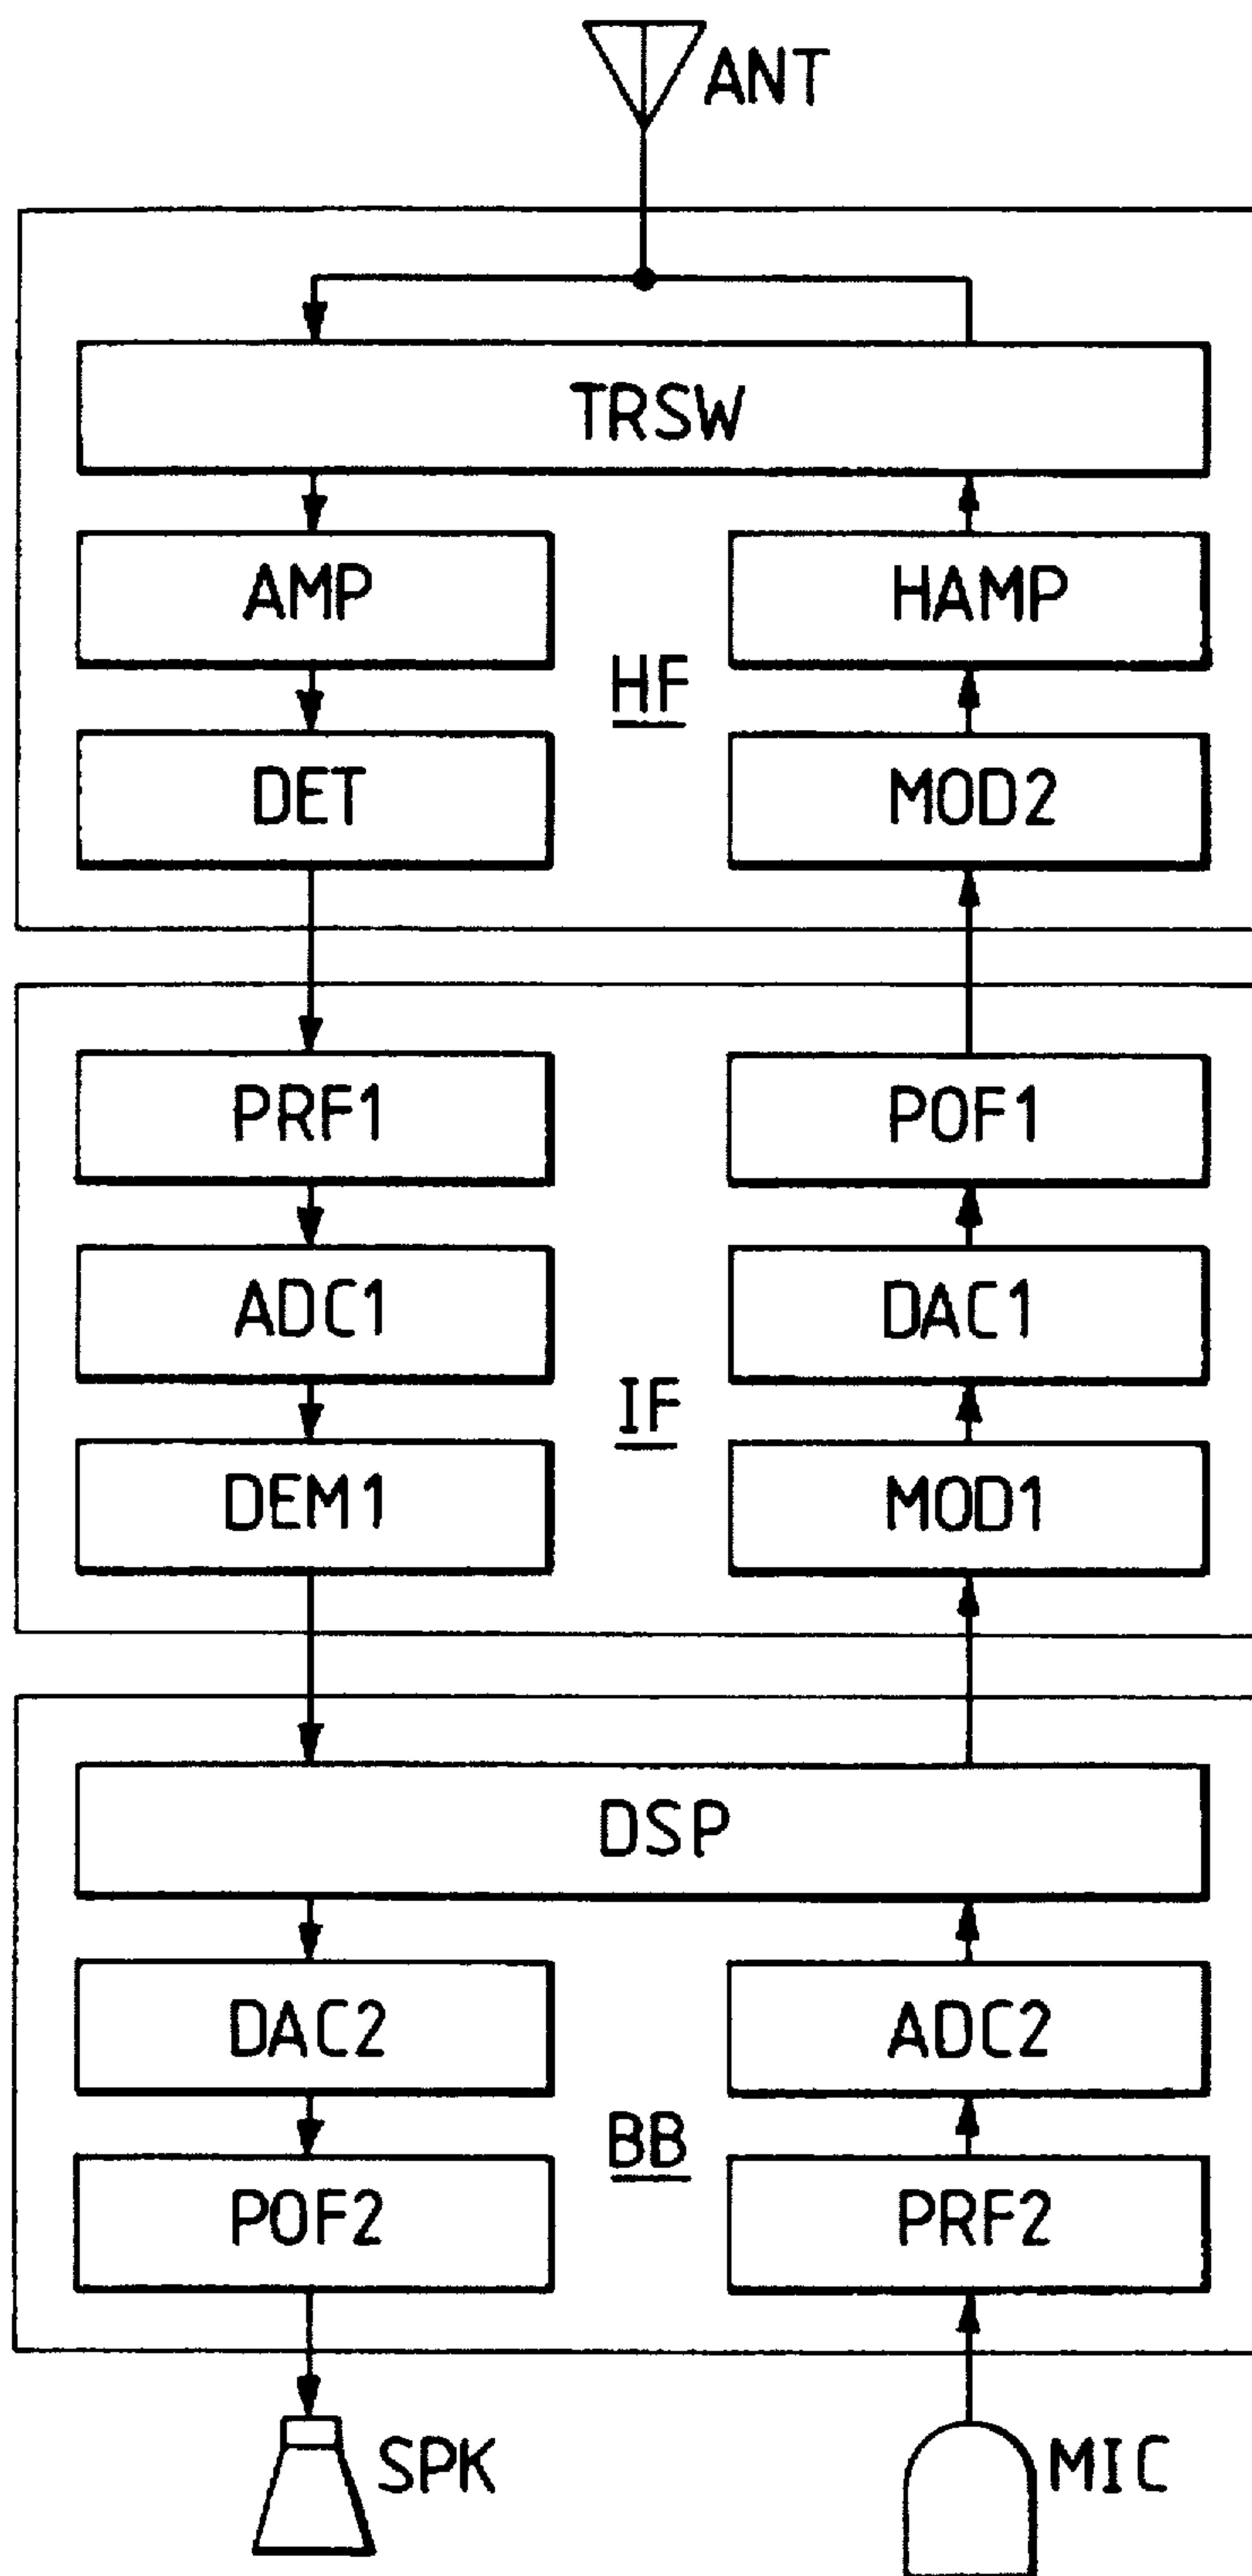 ANT
TRSW
AMP
HAMP
HF
DET
MOD2
PRF1
POF1
ADC1
DAC1
IF
DEM1
MOD1
DSP
DAC2
ADC2
BB
POF2
PRF2
SPK
MIC